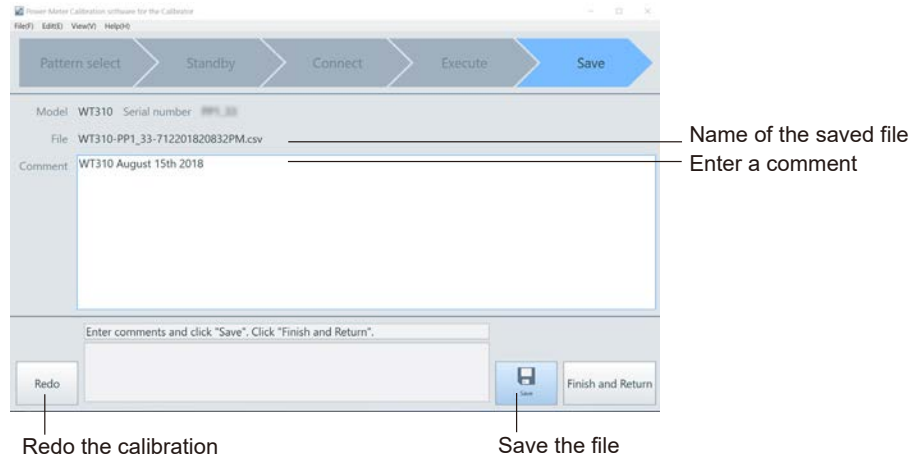 Power Meter Calibration software for the Calibrator
File(F) Edit(E) View(V) Help(H)
Pattern select Standby Connect Execute Save
Model WT310 Serial number
File WT310-PP1_33-712201820832PM.csv
Name of the saved file
Comment WT310 August 15th 2018
Enter a comment
Enter comments and click "Save". Click "Finish and Return".
Redo Save Finish and Return
Redo the calibration Save the file